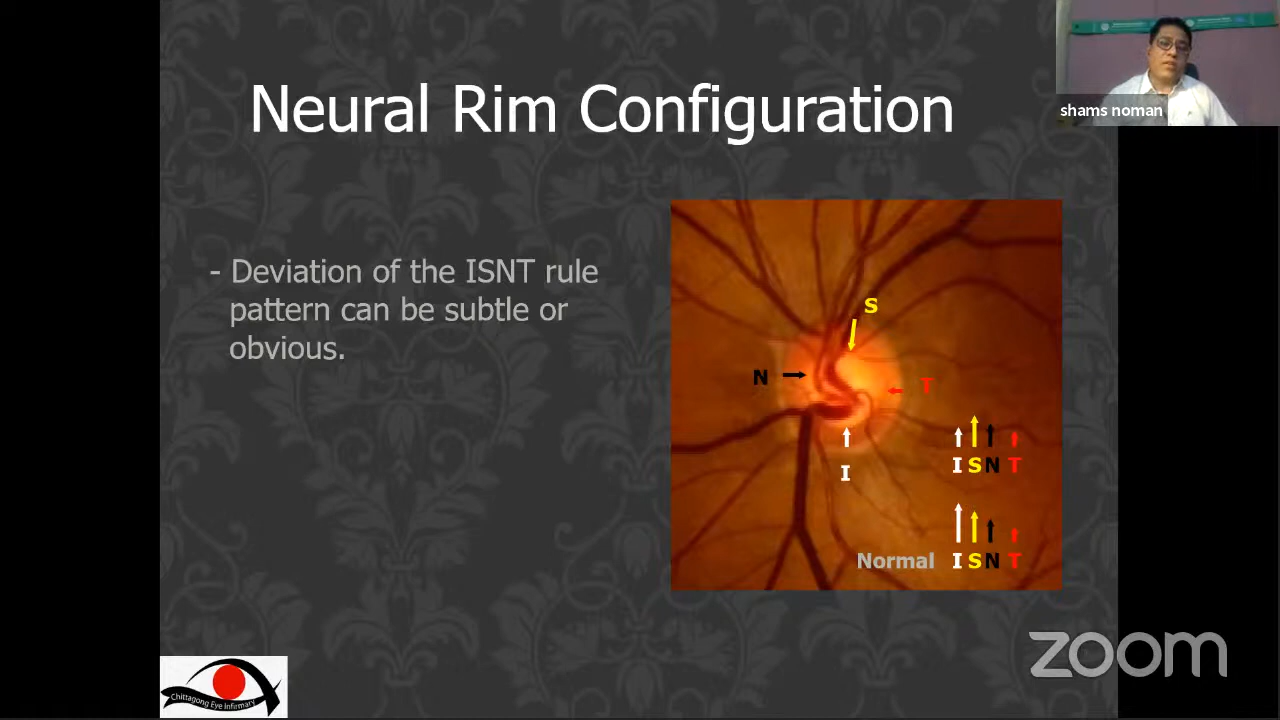 Neural Rim Configuration
shams noman
- Deviation of the ISNT rule
pattern can be subtle or
obvious.
S
N
T
I
I S N T
Normal I S N T
Chittagong Eye Infirmary
zoom